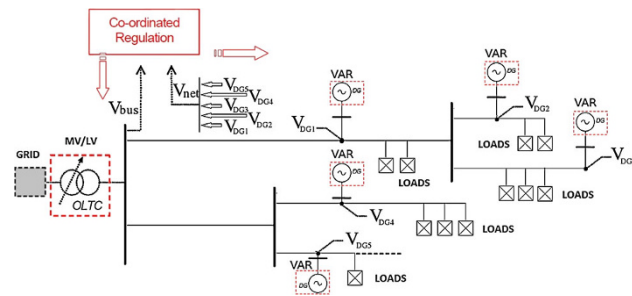 Co-ordinated
Regulation
Vbus
Vnet
VDG5
VDG4
VDG3
VDG2
VDG1
VAR
DG
VDG1
LOADS
VAR
DG
VDG2
LOADS
VAR
DG
VDG
LOADS
MV/LV
GRID
OLTC
VAR
DG
VDG4
LOADS
VDG5
VAR
DG
LOADS